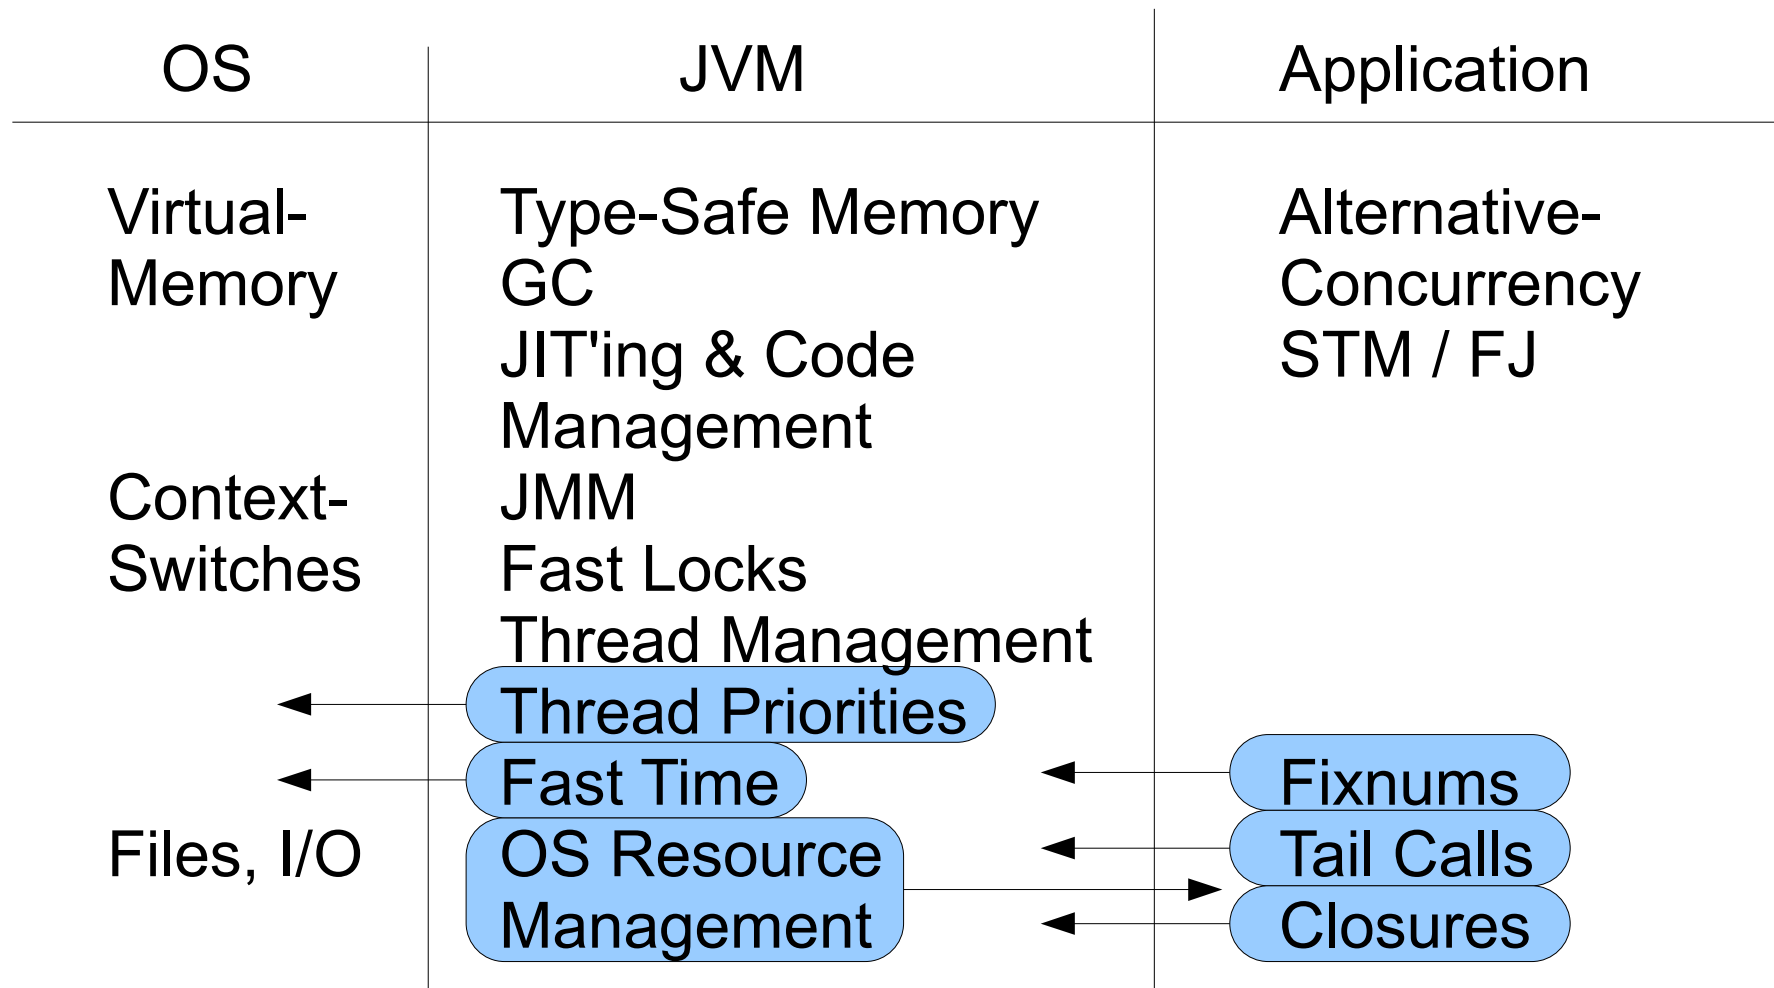 OS
JVM
Application
Virtual-
Memory
Type-Safe Memory
GC
JIT'ing & Code
Management
Alternative-
Concurrency
STM / FJ
Context-
Switches
JMM
Fast Locks
Thread Management
Thread Priorities
Fast Time
Files, I/O
OS Resource
Management
Fixnums
Tail Calls
Closures